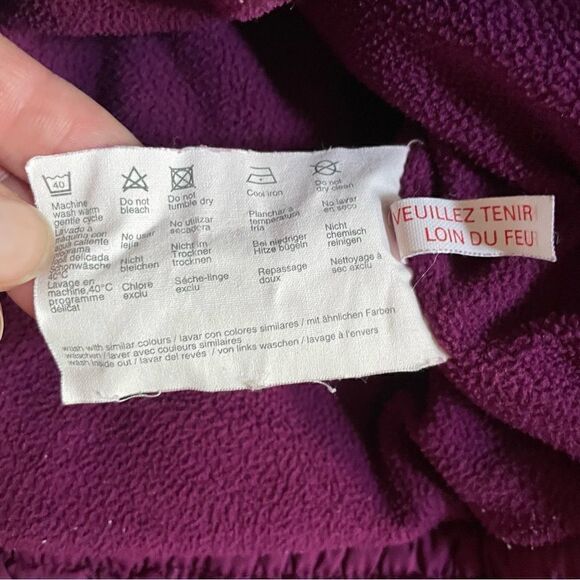 40
Machine
wash warm
gentle cycle
Lavado a
máquina con
agua caliente
programa
ropa delicada
Schonwäsche
40°C
Lavage en
machine,40°C
programme
délicat
Do not
bleach
No usar
lejia
Nicht
bleichen
Chlore
exclu
Do not
tumble dry
No utilizar
secadora
Nicht im
Trockner
trocknen
Séche-linge
exclu
Cool iron
Planchar a
temperatura
tria
Bei niedriger
Hitze bügeln
Repassage
doux
Do not
dry clean
No lavar
en seco
Nicht
chemisch
reinigen
Nettoyage à
sec exclu
wash with similar colours / lavar con colores similares / mit ähnlichen Farben
waschen / laver avec couleurs similaires
wash inside out / lavar del revés / von links waschen / lavage à l'envers
VEUILLEZ TENIR
LOIN DU FEU